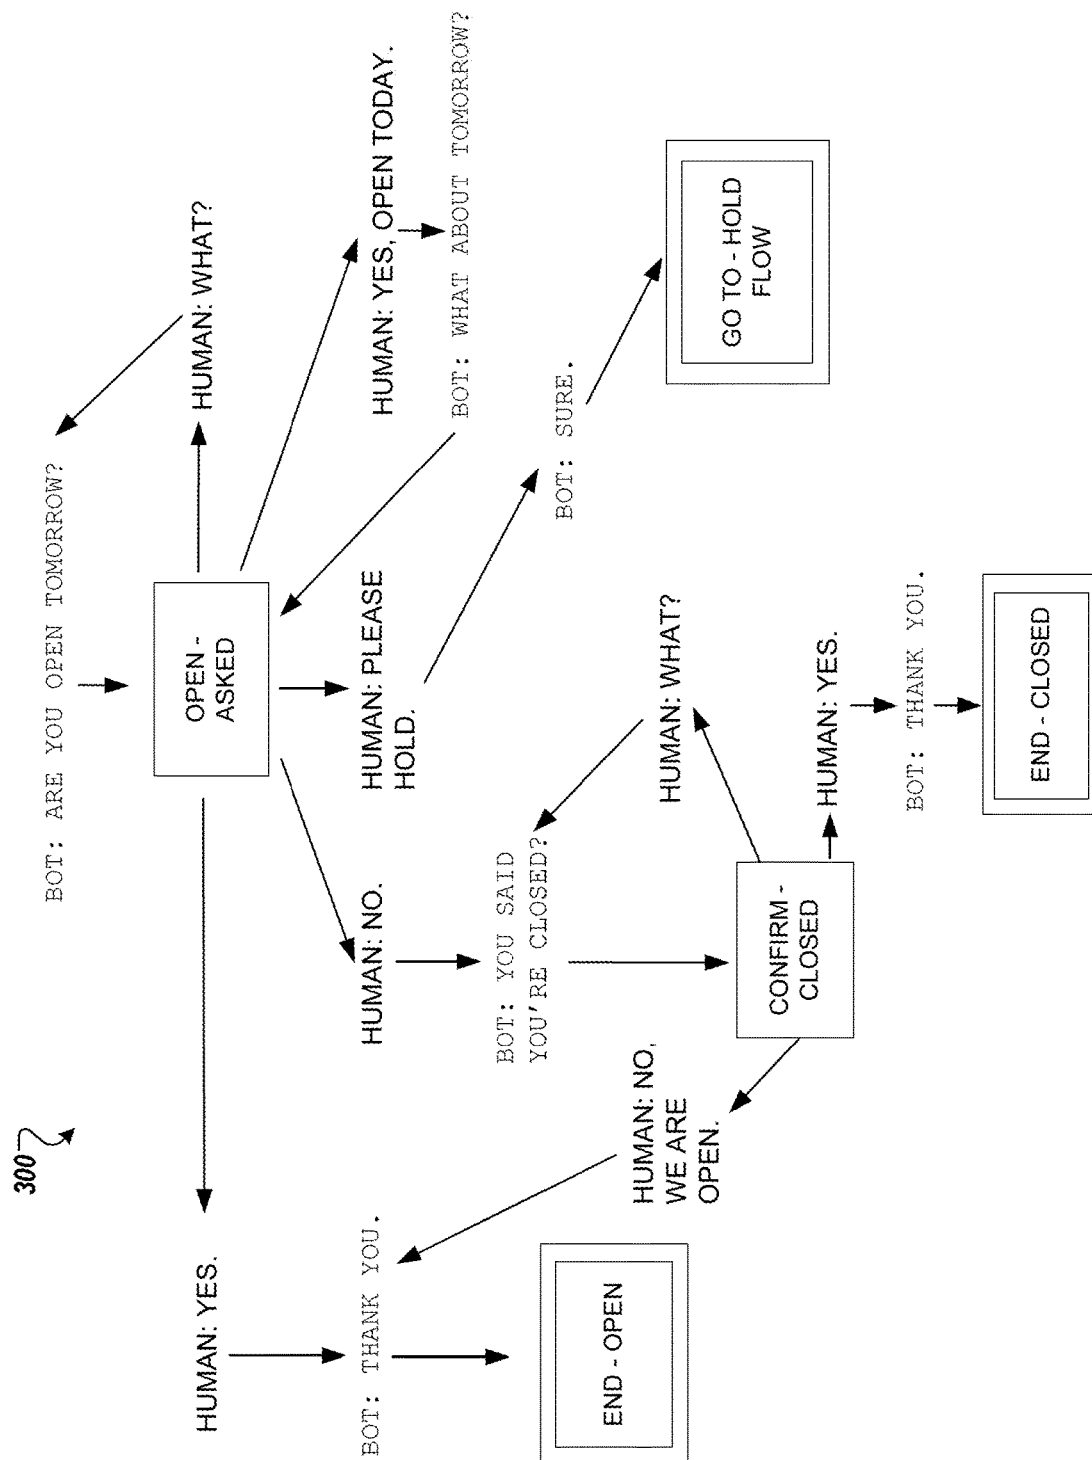 300
BOT: ARE YOU OPEN TOMORROW?
OPEN -
ASKED
HUMAN: YES.
HUMAN: WHAT?
HUMAN: NO.
HUMAN: PLEASE
HOLD.
HUMAN: YES, OPEN TODAY.
BOT: THANK YOU.
BOT: WHAT ABOUT TOMORROW?
BOT: YOU SAID
YOU'RE CLOSED?
BOT: SURE.
END - OPEN
HUMAN: NO,
WE ARE
OPEN.
HUMAN: WHAT?
GO TO - HOLD
FLOW
CONFIRM -
CLOSED
HUMAN: YES.
BOT: THANK YOU.
END - CLOSED